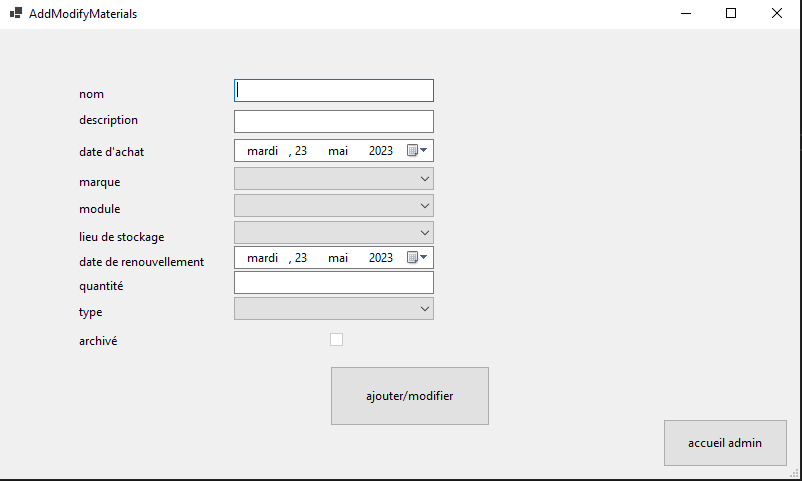 AddModifyMaterials
nom
description
date d'achat mardi , 23 mai 2023
marque
module
lieu de stockage
date de renouvellement mardi , 23 mai 2023
quantité
type
archivé
ajouter/modifier
accueil admin